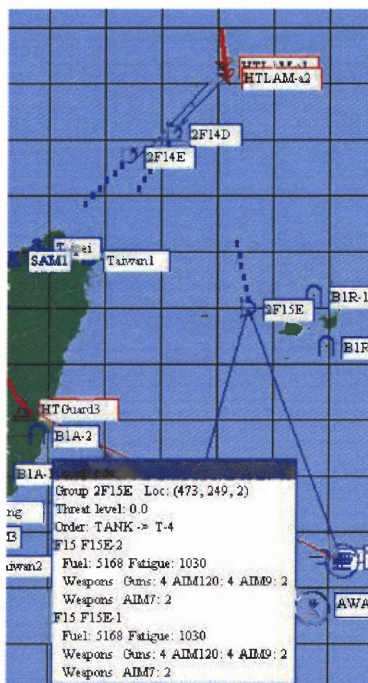 HTLAM-a2
2F14D
2F14E
Taipei
SAM1
Taiwan1
B1R-1
2F15E
B1R
HTGuard3
B1A-2
B1A-
Group 2F15E Loc: (473, 249, 2)
Threat level: 0.0
Order: TANK -> T-4
F15 F15E-2
Fuel: 5168 Fatigue: 1030
Weapons Guns: 4 AIM120: 4 AIM9: 2
Weapons AIM7: 2
F15 F15E-1
Fuel: 5168 Fatigue: 1030
Weapons Guns: 4 AIM120: 4 AIM9: 2
Weapons AIM7: 2
ng
M3
iwan2
AWA